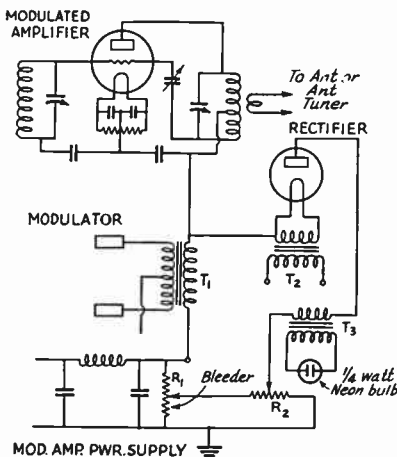 MODULATED
AMPLIFIER
To Ant or
Ant
Tuner
RECTIFIER
MODULATOR
T1
T2
T3
1/4 watt
Neon bulb
R1
Bleeder
R2
MOD. AMP. PWR. SUPPLY